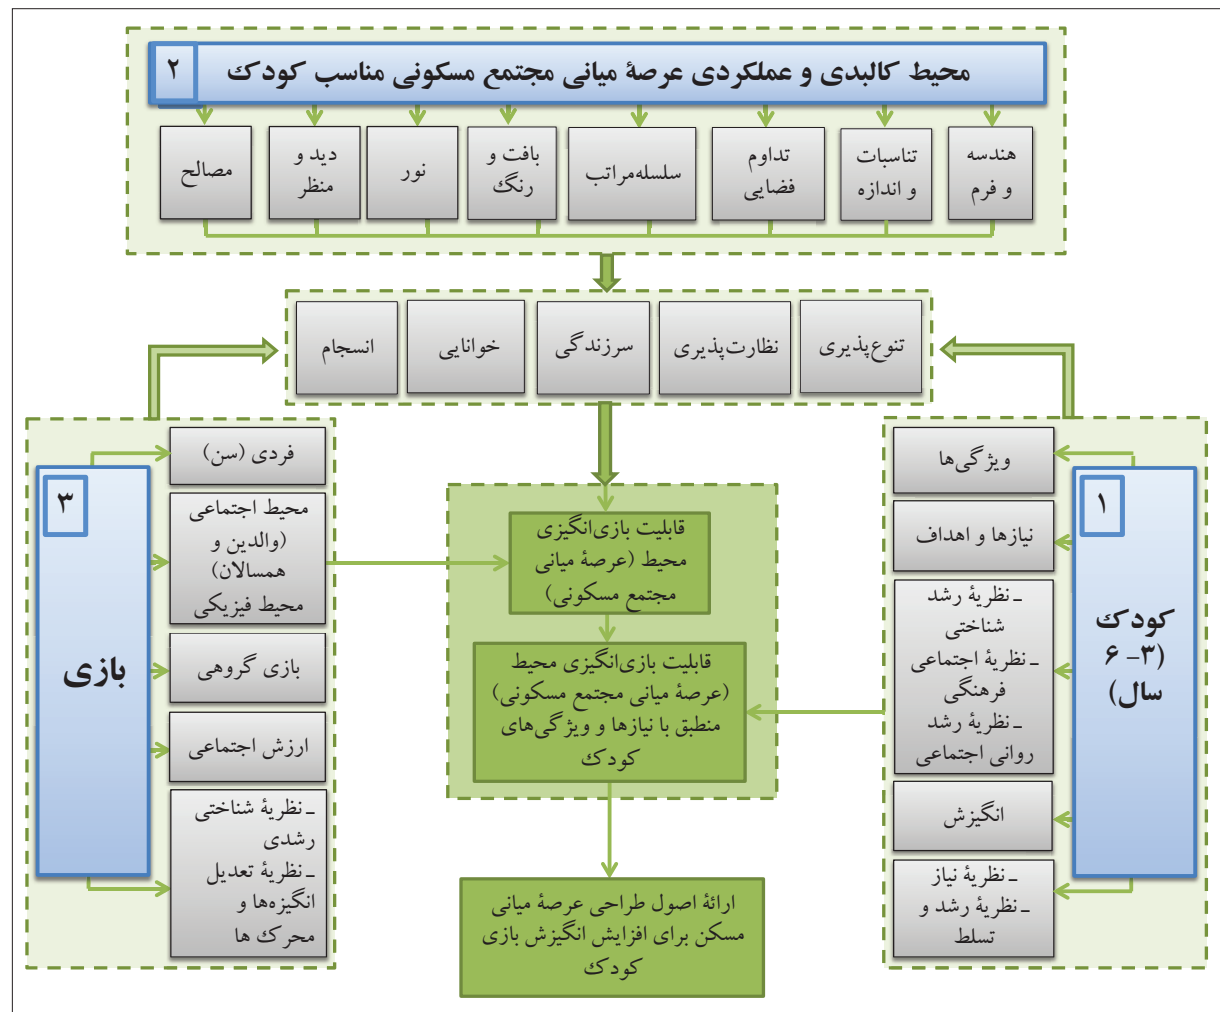 محیط کالبدی و عملکردی عرصهٔ میانی مجتمع مسکونی مناسب کودک
۲
هندسه
و فرم
تناسبات
و اندازه
تداوم
فضایی
سلسله‌مراتب
بافت و
رنگ
نور
دید و
منظر
مصالح
تنوع‌پذیری
نظارت‌پذیری
سرزندگی
خوانایی
انسجام
۱
کودک
(۳- ۶
سال)
ویژگی‌ها
نیازها و اهداف
ـ نظریهٔ رشد
شناختی
ـ نظریهٔ اجتماعی
فرهنگی
ـ نظریهٔ رشد
روانی اجتماعی
انگیزش
ـ نظریهٔ نیاز
ـ نظریهٔ رشد و
تسلط
قابلیت بازی‌انگیزی
محیط (عرصهٔ میانی
مجتمع مسکونی)
قابلیت بازی‌انگیزی محیط
(عرصهٔ میانی مجتمع مسکونی)
منطبق با نیازها و ویژگی‌های
کودک
ارائهٔ اصول طراحی عرصهٔ میانی
مسکن برای افزایش انگیزش بازی
کودک
۳
بازی
فردی (سن)
محیط اجتماعی
(والدین و
همسالان)
محیط فیزیکی
بازی گروهی
ارزش اجتماعی
ـ نظریهٔ شناختی
رشدی
ـ نظریهٔ تعدیل
انگیزه‌ها و
محرک ها